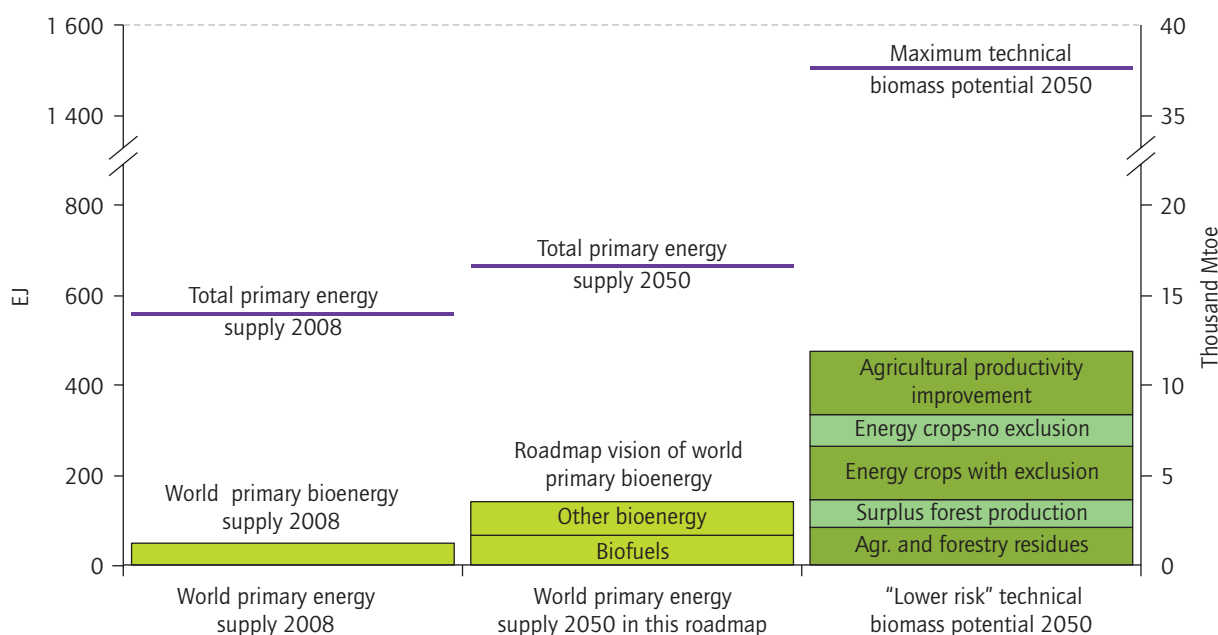 1 600
1 400
800
600
400
200
0
EJ
Total primary energy
supply 2008
World primary bioenergy
supply 2008
Total primary energy
supply 2050
Roadmap vision of world
primary bioenergy
Other bioenergy
Biofuels
Maximum technical
biomass potential 2050
Agricultural productivity
improvement
Energy crops-no exclusion
Energy crops with exclusion
Surplus forest production
Agr. and forestry residues
40
35
20
15
10
5
0
Thousand Mtoe
World primary energy
supply 2008
World primary energy
supply 2050 in this roadmap
“Lower risk” technical
biomass potential 2050